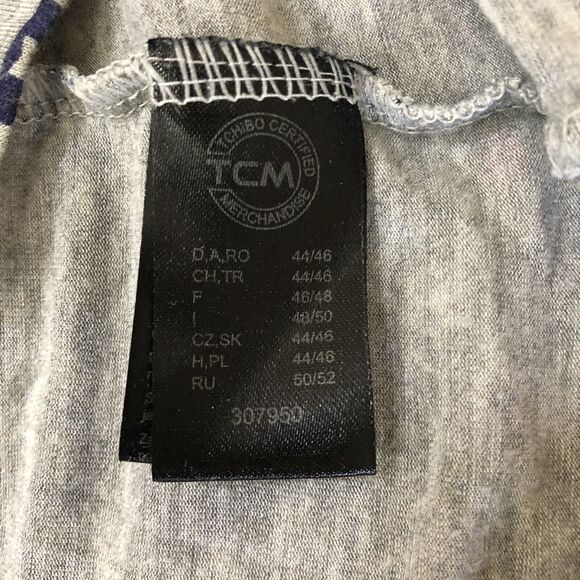 TCHIBO CERTIFIED
TCM
MERCHANDISE
D,A,RO 44/46
CH,TR 44/46
F 46/48
I 48/50
CZ,SK 44/46
H,PL 44/46
RU 50/52
307950